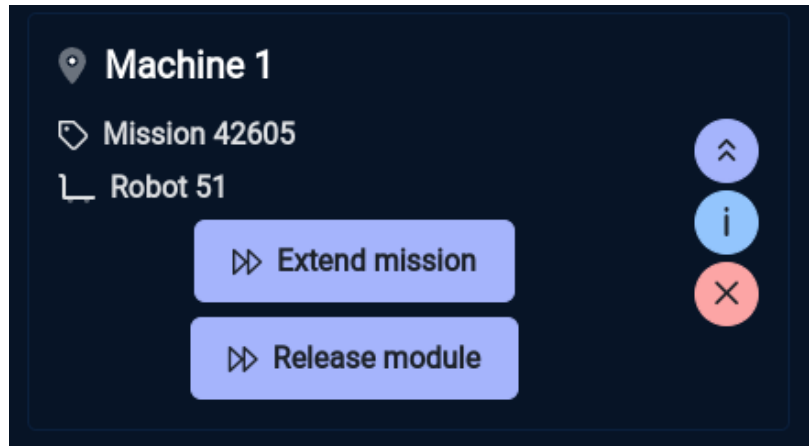 Machine 1
Mission 42605
Robot 51
i
Extend mission
Release module